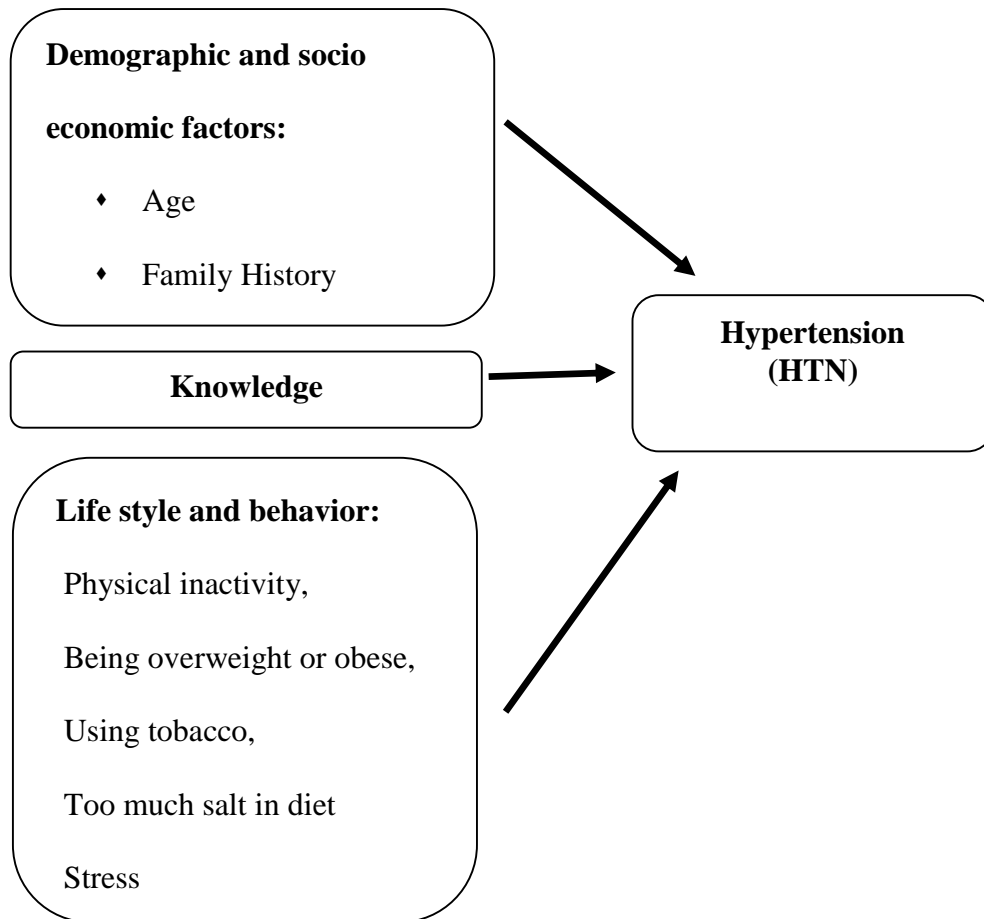 Demographic and socio
economic factors:
♦ Age
♦ Family History
Knowledge
Life style and behavior:
Physical inactivity,
Being overweight or obese,
Using tobacco,
Too much salt in diet
Stress
Hypertension
(HTN)